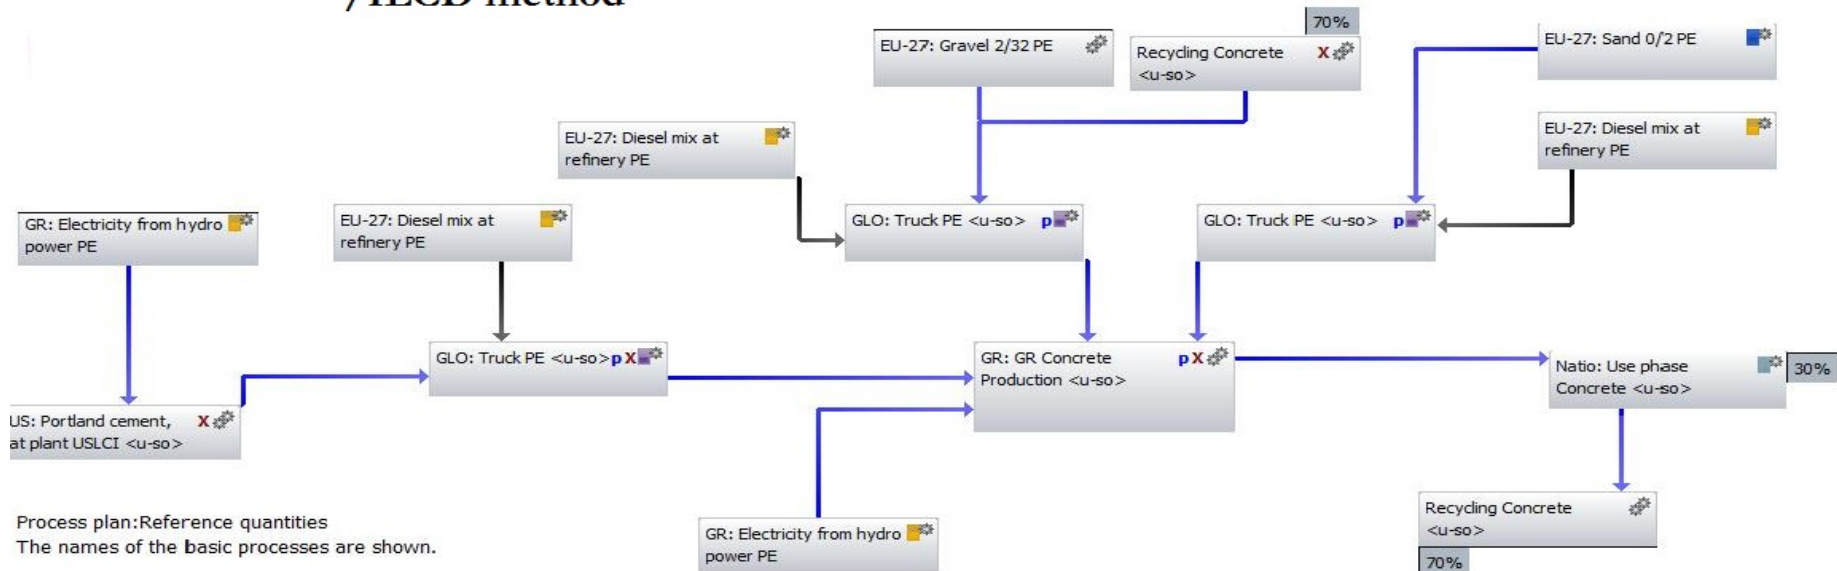 /ILCD method
70%
EU-27: Gravel 2/32 PE
Recycling Concrete
<u-so>
X
EU-27: Sand 0/2 PE
EU-27: Diesel mix at
refinery PE
EU-27: Diesel mix at
refinery PE
GR: Electricity from hydro
power PE
EU-27: Diesel mix at
refinery PE
GLO: Truck PE <u-so> p
GLO: Truck PE <u-so> p
GLO: Truck PE <u-so> p X
GR: GR Concrete
Production <u-so>
p X
Natio: Use phase
Concrete <u-so>
30%
US: Portland cement,
at plant USLCI <u-so>
X
Recycling Concrete
<u-so>
70%
GR: Electricity from hydro
power PE
Process plan:Reference quantities
The names of the basic processes are shown.